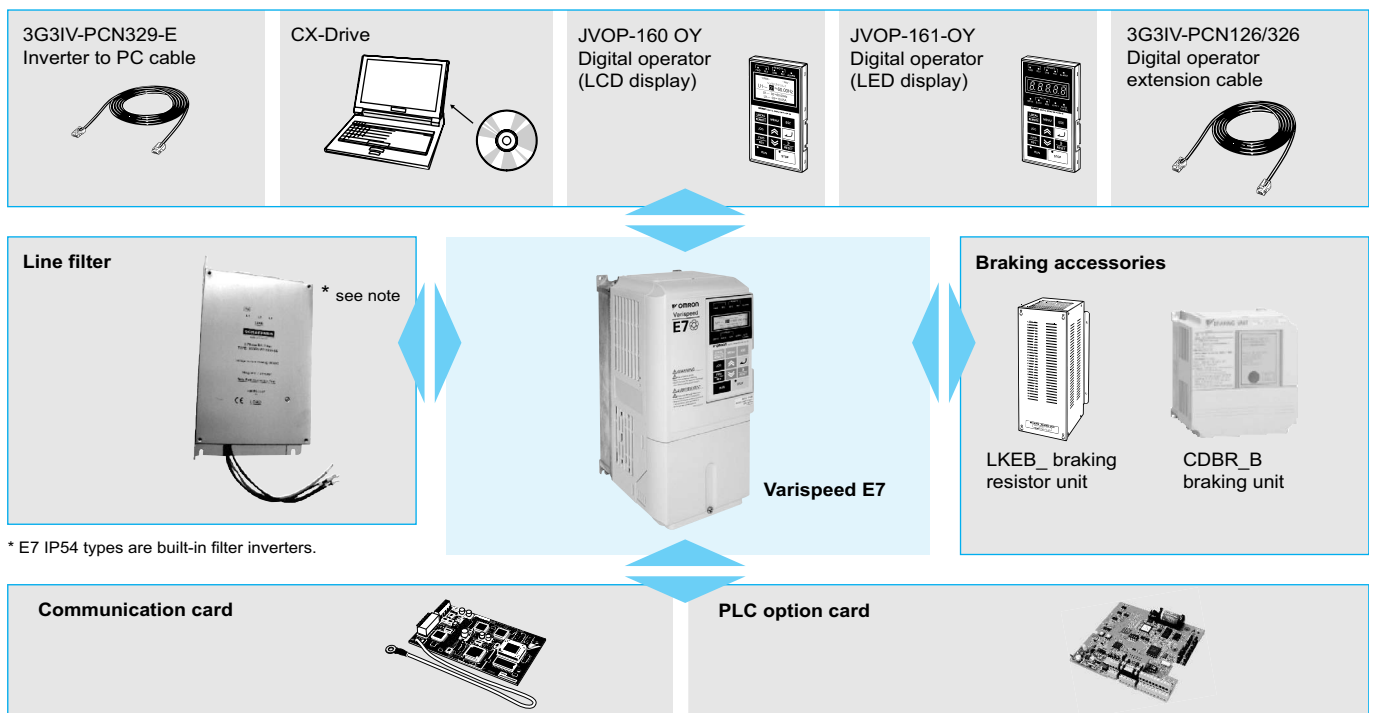 3G3IV-PCN329-E
Inverter to PC cable
CX-Drive
JVOP-160 OY
Digital operator
(LCD display)
JVOP-161-OY
Digital operator
(LED display)
3G3IV-PCN126/326
Digital operator
extension cable
Line filter
* see note
OMRON
Varispeed
E7
Varispeed E7
Braking accessories
LKEB_ braking
resistor unit
CDBR_B
braking unit
* E7 IP54 types are built-in filter inverters.
Communication card
PLC option card